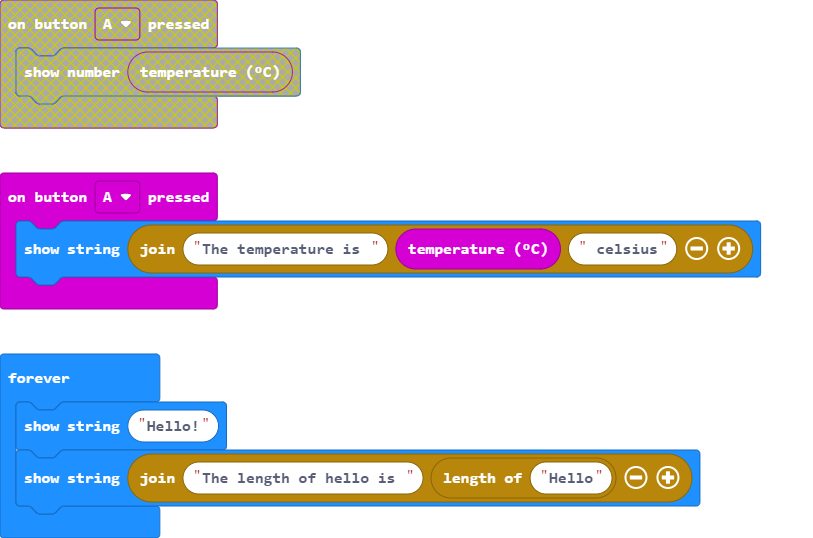 on button A pressed
show number temperature (ºC)
on button A pressed
show string join "The temperature is " temperature (ºC) " celsius"
forever
show string "Hello!"
show string join "The length of hello is " length of "Hello"